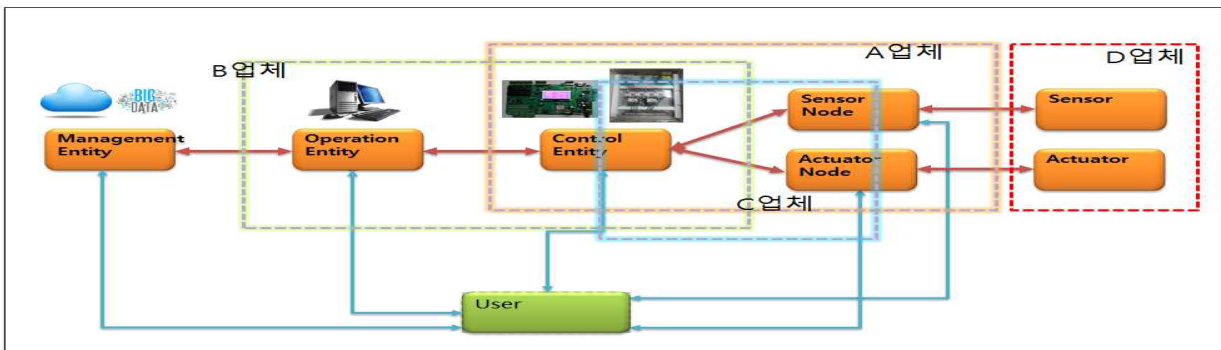 B업체
A업체
D업체
BIG
DATA
Management
Entity
Operation
Entity
Control
Entity
Sensor
Node
Sensor
Actuator
Node
Actuator
C업체
User